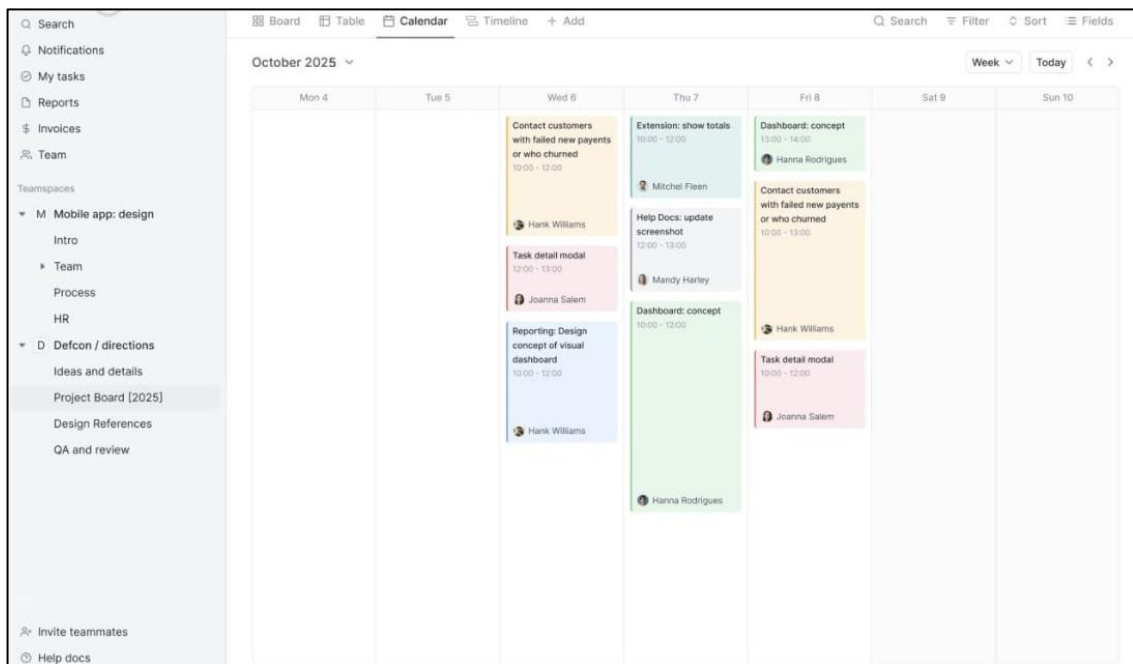 Search
Notifications
My tasks
Reports
Invoices
Team
Teamspaces
M Mobile app: design
Intro
Team
Process
HR
D Defcon / directions
Ideas and details
Project Board [2025]
Design References
QA and review
Invite teammates
Help docs
Board Table Calendar Timeline + Add
Search Filter Sort Fields
October 2025
Week Today
Mon 4 Tue 5 Wed 6 Thu 7 Fri 8 Sat 9 Sun 10
Contact customers
with failed new payents
or who churned
10:00 - 12:00
Hank Williams
Task detail modal
12:00 - 13:00
Joanna Salem
Reporting: Design
concept of visual
dashboard
10:00 - 12:00
Hank Williams
Extension: show totals
10:00 - 12:00
Mitchel Fleen
Help Docs: update
screenshot
12:00 - 13:00
Mandy Harley
Dashboard: concept
10:00 - 12:00
Hanna Rodrigues
Dashboard: concept
13:00 - 14:00
Hanna Rodrigues
Contact customers
with failed new payents
or who churned
10:00 - 13:00
Hank Williams
Task detail modal
10:00 - 12:00
Joanna Salem